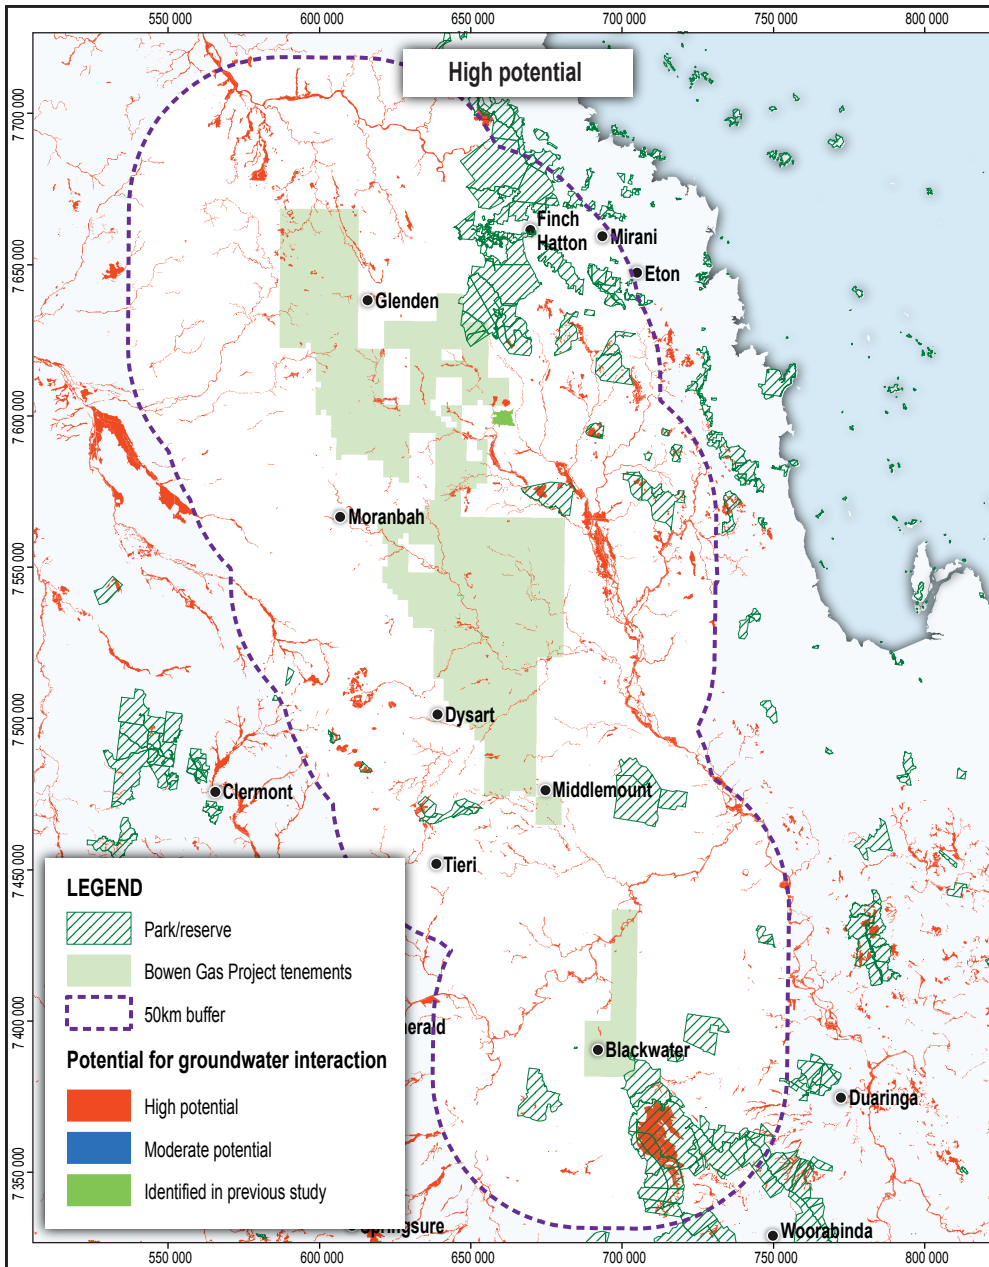 550 000
600 000
650 000
700 000
750 000
800 000
High potential
7 700 000
7 650 000
7 600 000
7 550 000
7 500 000
7 450 000
7 400 000
7 350 000
Finch
Hatton
Mirani
Eton
Glenden
Moranbah
Dysart
Clermont
Middlemount
Tieri
LEGEND
Park/reserve
Bowen Gas Project tenements
50km buffer
Potential for groundwater interaction
High potential
Moderate potential
Identified in previous study
erald
Blackwater
Duaringa
pringsure
Woorabinda
550 000
600 000
650 000
700 000
750 000
800 000